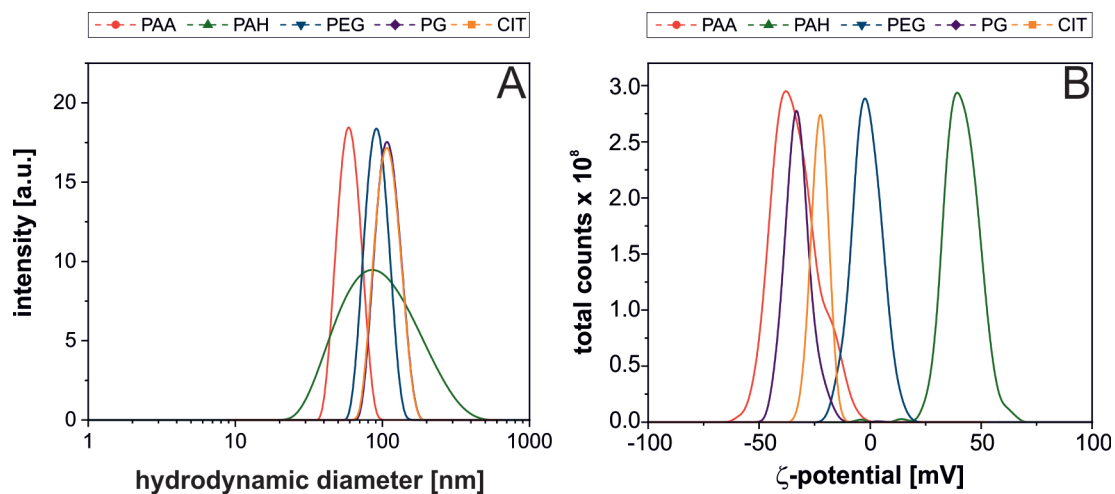 PAA PAH PEG PG CIT
A
intensity [a.u.]
20
15
10
5
0
1 10 100 1000
hydrodynamic diameter [nm]
PAA PAH PEG PG CIT
B
total counts x 10⁸
3.0
2.5
2.0
1.5
1.0
0.5
0.0
-100 -50 0 50 100
ζ-potential [mV]